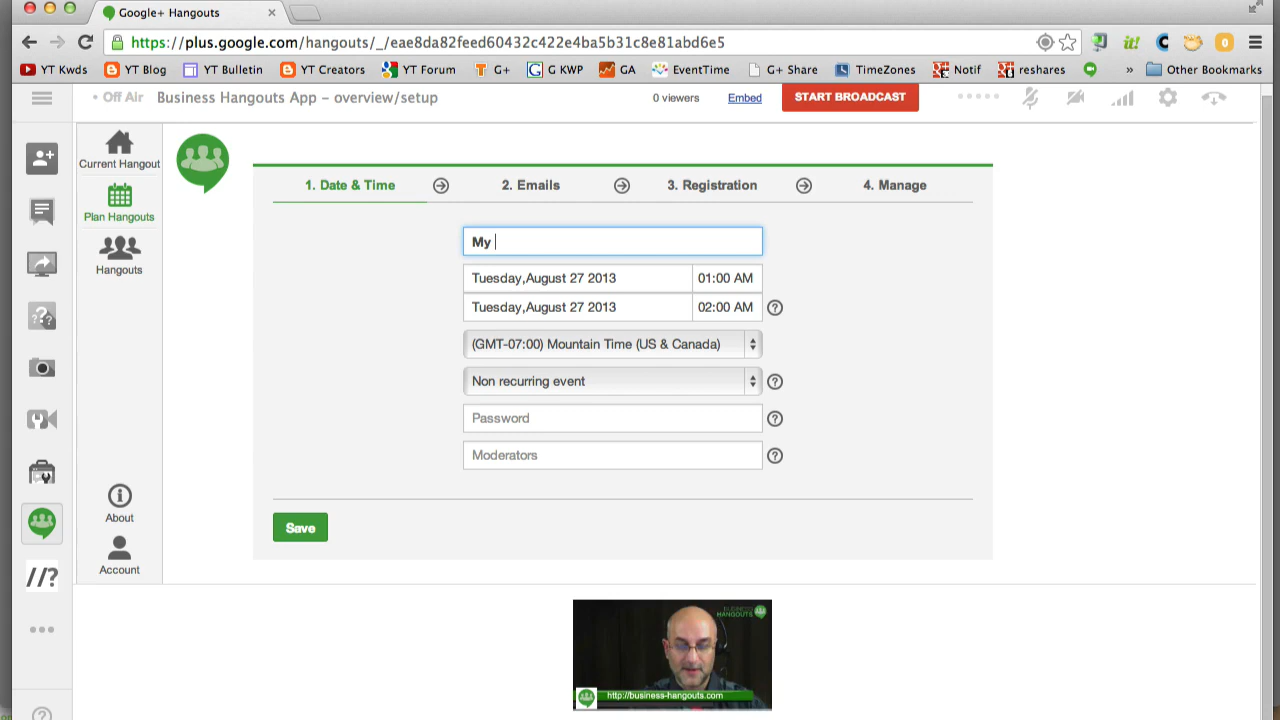 Google+ Hangouts
https://plus.google.com/hangouts/_/eae8da82feed60432c422e4ba5b31c8e81abd6e5
it!
C
0
YT Kwds YT Blog YT Bulletin YT Creators YT Forum G+ G KWP GA EventTime G+ Share TimeZones Notif reshares » Other Bookmarks
• Off Air Business Hangouts App – overview/setup 0 viewers Embed START BROADCAST
Current Hangout
Plan Hangouts
Hangouts
About
Account
//?
1. Date & Time 2. Emails 3. Registration 4. Manage
My
Tuesday,August 27 2013 01:00 AM
Tuesday,August 27 2013 02:00 AM ?
(GMT-07:00) Mountain Time (US & Canada)
Non recurring event ?
Password ?
Moderators ?
Save
BUSINESS
HANGOUTS
http://business-hangouts.com